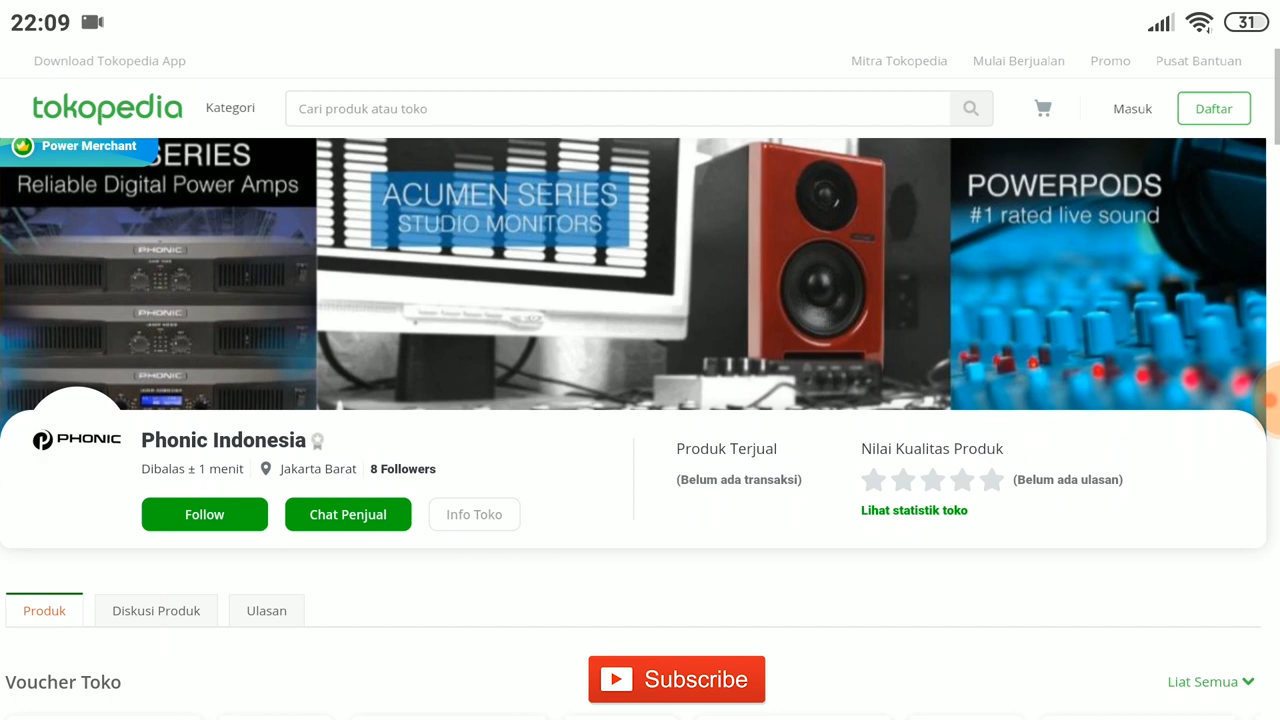 22:09
31
Download Tokopedia App
Mitra Tokopedia
Mulai Berjualan
Promo
Pusat Bantuan
tokopedia
Kategori
Cari produk atau toko
Masuk
Daftar
Power Merchant
SERIES
Reliable Digital Power Amps
ACUMEN SERIES
STUDIO MONITORS
POWERPODS
#1 rated live sound
PHONIC
PHONIC
PHONIC
PHONIC
Phonic Indonesia
Dibalas ± 1 menit
Jakarta Barat
8 Followers
Follow
Chat Penjual
Info Toko
Produk Terjual
(Belum ada transaksi)
Nilai Kualitas Produk
(Belum ada ulasan)
Lihat statistik toko
Produk
Diskusi Produk
Ulasan
Voucher Toko
Subscribe
Liat Semua